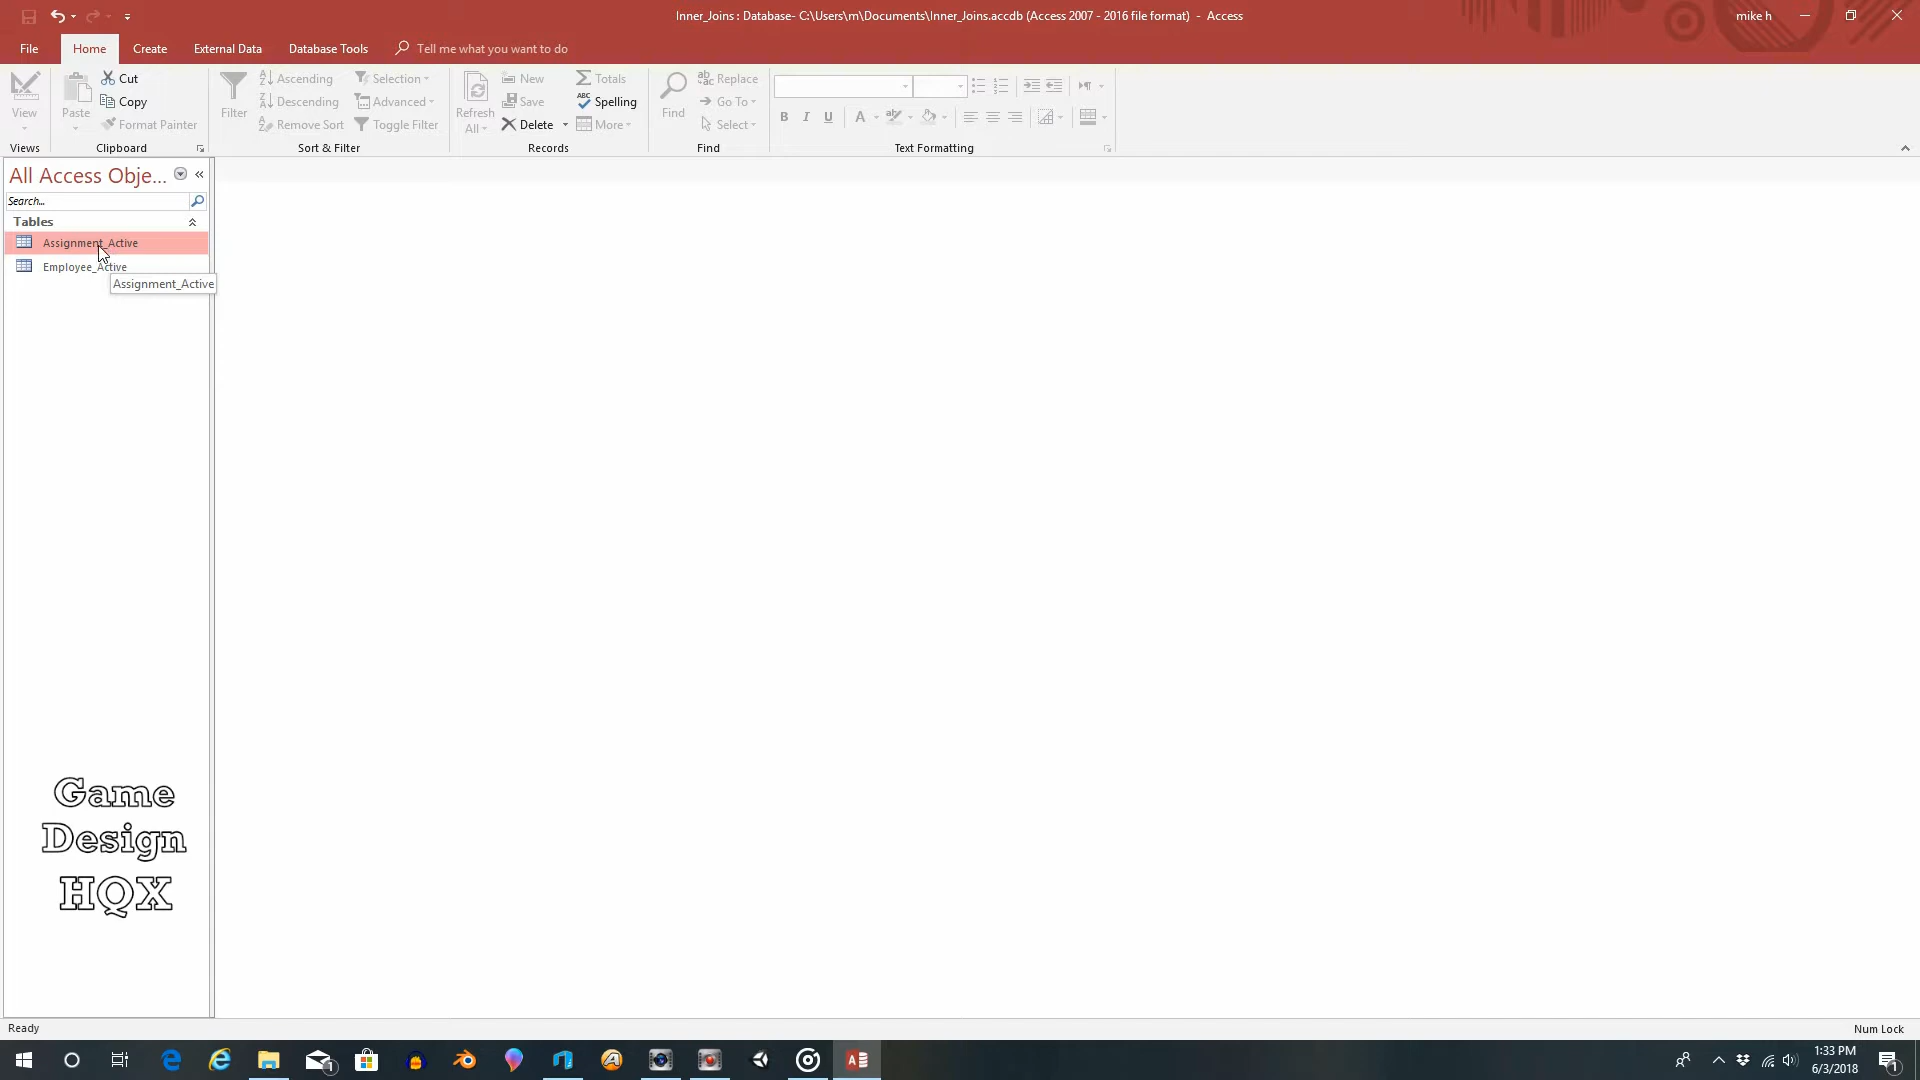 Inner_Joins : Database- C:\Users\m\Documents\Inner_Joins.accdb (Access 2007 - 2016 file format) - Access
mike h
File Home Create External Data Database Tools Tell me what you want to do
View
Views
Paste
Cut
Copy
Format Painter
Clipboard
Filter
Ascending
Descending
Remove Sort
Selection
Advanced
Toggle Filter
Sort & Filter
Refresh
All
New
Save
Delete
Totals
Spelling
More
Records
Find
Replace
Go To
Select
Find
B I U A
Text Formatting
All Access Obje...
Search...
Tables
Assignment_Active
Employee_Active
Assignment_Active
Game
Design
HQX
Ready
Num Lock
1:33 PM
6/3/2018